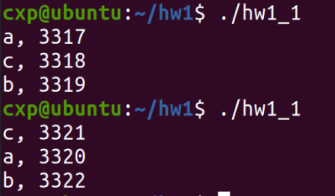 cxp@ubuntu:~/hw1$ ./hw1_1
a, 3317
c, 3318
b, 3319
cxp@ubuntu:~/hw1$ ./hw1_1
c, 3321
a, 3320
b, 3322